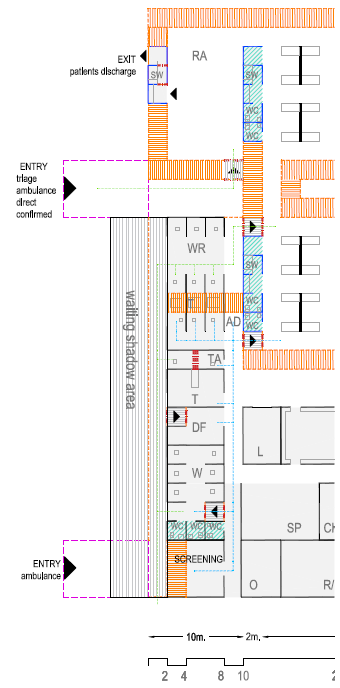 EXIT
patients discharge
RA
SW
SW
WC
WC
ENTRY
triage
ambulance
direct
confirmed
WR
SW
WC
WC
AD
waiting shadow area
TA
T
DF
L
W
WC WC WC
SP
SCREENING
ENTRY
ambulance
O
10m.
2m.
2 4 8 10